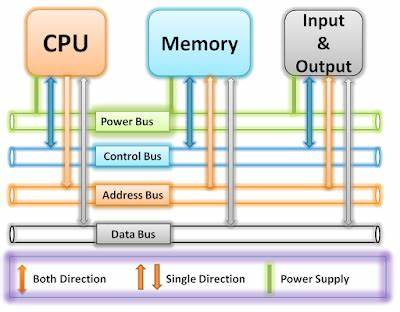 CPU
Memory
Input
&
Output
Power Bus
Control Bus
Address Bus
Data Bus
Both Direction
Single Direction
Power Supply